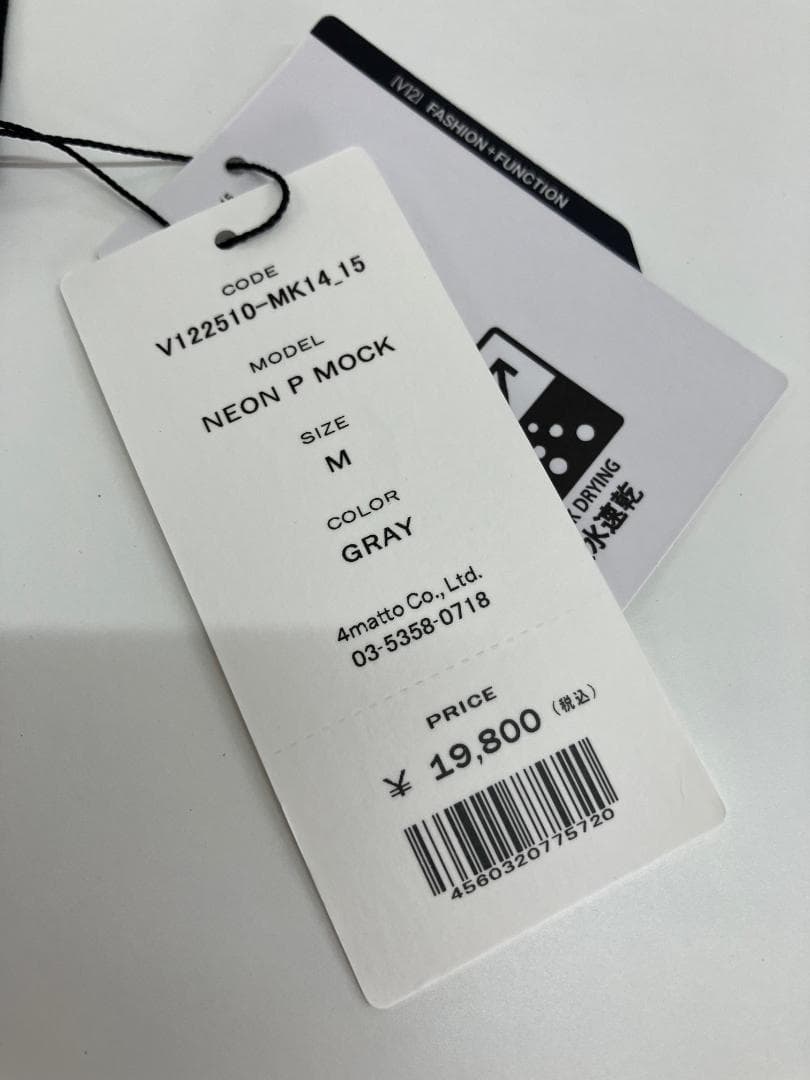 [V12] FASHION+FUNCTION
CODE
V122510-MK14_15
MODEL
NEON P MOCK
SIZE
M
COLOR
GRAY
4matto Co., Ltd.
03-5358-0718
PRICE
¥ 19,800 (税込)
4560320775720
DRYING
水速乾